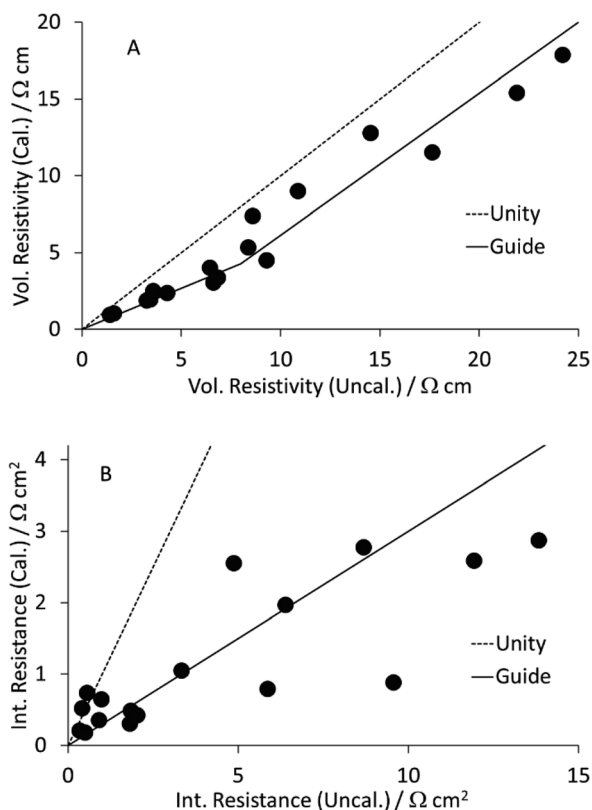 A
20
15
10
5
0
0 5 10 15 20 25
Vol. Resistivity (Cal.) / Ω cm
Vol. Resistivity (Uncal.) / Ω cm
Unity
Guide
B
4
3
2
1
0
0 5 10 15
Int. Resistance (Cal.) / Ω cm²
Int. Resistance (Uncal.) / Ω cm²
Unity
Guide